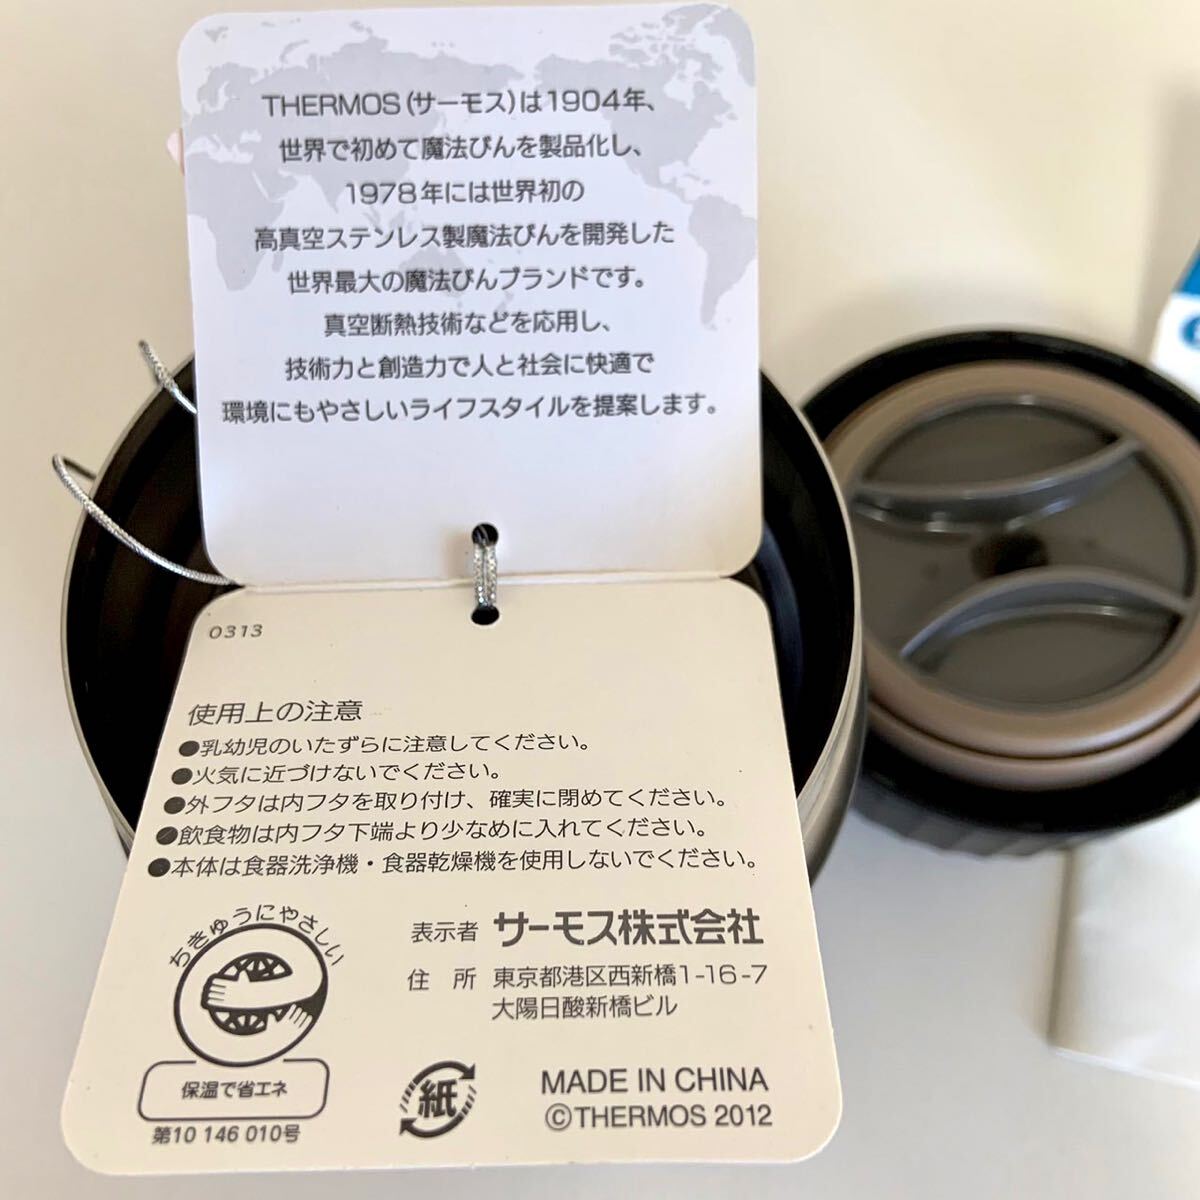 THERMOS(サーモス)は1904年、
世界で初めて魔法びんを製品化し、
1978年には世界初の
高真空ステンレス製魔法びんを開発した
世界最大の魔法びんブランドです。
真空断熱技術などを応用し、
技術力と創造力で人と社会に快適で
環境にもやさしいライフスタイルを提案します。
0313
使用上の注意
●乳幼児のいたずらに注意してください。
●火気に近づけないでください。
●外フタは内フタを取り付け、確実に閉めてください。
●飲食物は内フタ下端より少なめに入れてください。
●本体は食器洗浄機・食器乾燥機を使用しないでください。
ちきゅうにやさしい
保温で省エネ
第10 146 010号
表示者 サーモス株式会社
住 所 東京都港区西新橋1-16-7
大陽日酸新橋ビル
紙
MADE IN CHINA
©THERMOS 2012